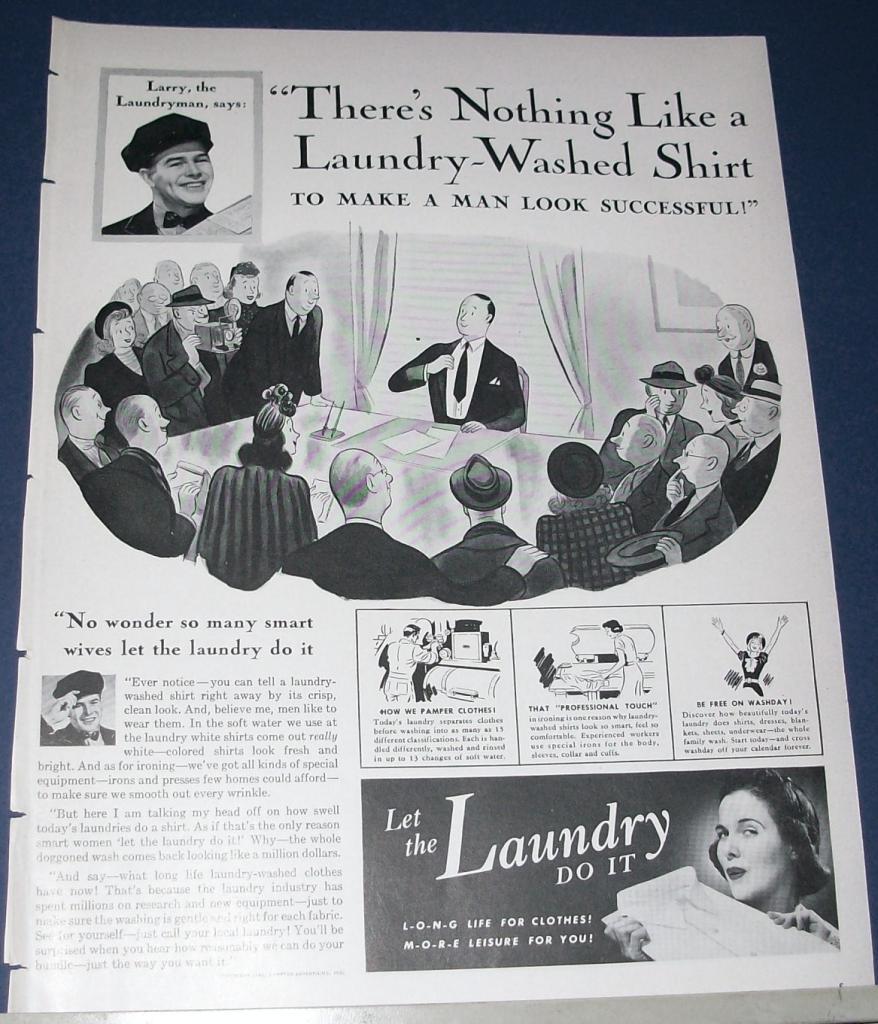 Larry, the
Laundryman, says:
“There's Nothing Like a
Laundry-Washed Shirt
TO MAKE A MAN LOOK SUCCESSFUL!”
“No wonder so many smart
wives let the laundry do it
“Ever notice—you can tell a laundry-
washed shirt right away by its crisp,
clean look. And, believe me, men like to
wear them. In the soft water we use at
the laundry white shirts come out really
white—colored shirts look fresh and
bright. And as for ironing—we've got all kinds of special
equipment—irons and presses few homes could afford—
to make sure we smooth out every wrinkle.
“But here I am talking my head off on how swell
today's laundries do a shirt. As if that's the only reason
smart women ‘let the laundry do it!’ Why—the whole
doggoned wash comes back looking like a million dollars.
“And say—what long life laundry-washed clothes
have now! That's because the laundry industry has
spent millions on research and new equipment—just to
make sure the washing is gentle and right for each fabric.
See for yourself—just call your local laundry! You'll be
surprised when you hear how reasonably we can do your
bundle—just the way you want it.”
HOW WE PAMPER CLOTHES!
Today's laundry separates clothes
before washing into as many as 15
different classifications. Each is han-
dled differently, washed and rinsed
in up to 13 changes of soft water.
THAT “PROFESSIONAL TOUCH”
in ironing is one reason why laundry-
washed shirts look so smart, feel so
comfortable. Experienced workers
use special irons for the body,
sleeves, collar and cuffs.
BE FREE ON WASHDAY!
Discover how beautifully today's
laundry does shirts, dresses, blan-
kets, sheets, underwear—the whole
family wash. Start today—and cross
washday off your calendar forever.
Let
the Laundry
DO IT
L-O-N-G LIFE FOR CLOTHES!
M-O-R-E LEISURE FOR YOU!